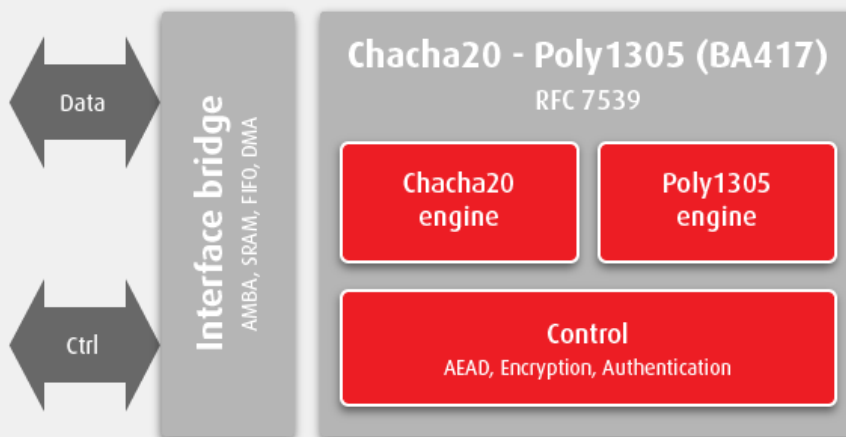 Data
Ctrl
Interface bridge
AMBA, SRAM, FIFO, DMA
Chacha20 - Poly1305 (BA417)
RFC 7539
Chacha20
engine
Poly1305
engine
Control
AEAD, Encryption, Authentication